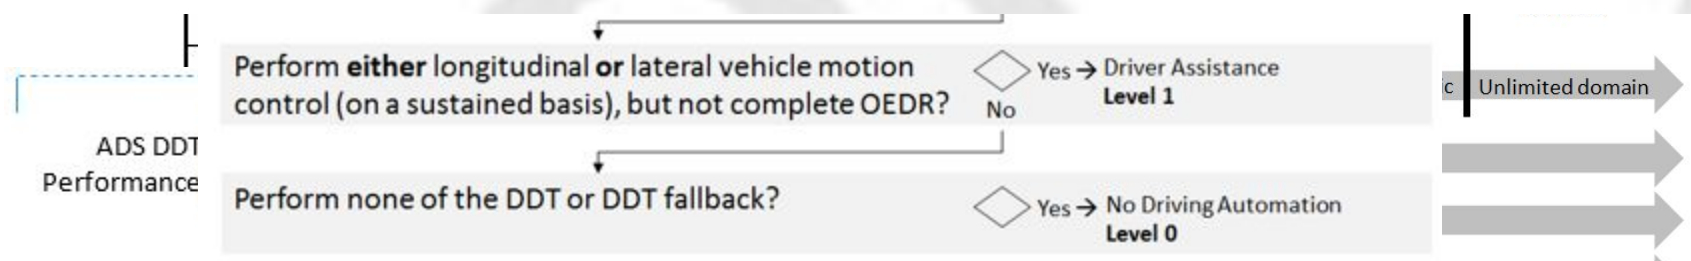 Perform either longitudinal or lateral vehicle motion
control (on a sustained basis), but not complete OEDR?
Yes → Driver Assistance
Level 1
No
ic
Unlimited domain
ADS DDT
Performance
Perform none of the DDT or DDT fallback?
Yes → No Driving Automation
Level 0